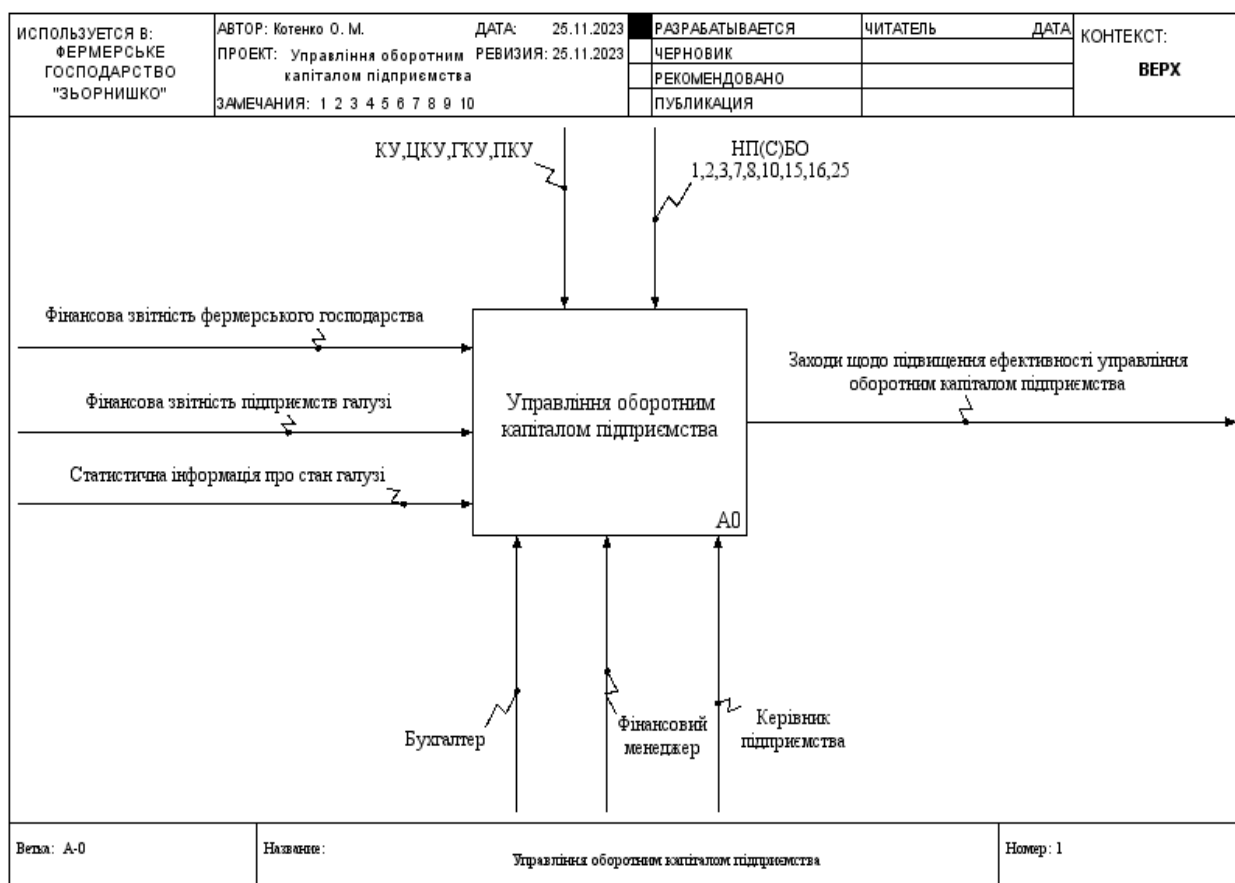 ИСПОЛЬЗУЕТСЯ В:
ФЕРМЕРСЬКЕ
ГОСПОДАРСТВО
"ЗЬОРНИШКО"
АВТОР: Котенко О. М.
ДАТА: 25.11.2023
ПРОЕКТ: Управління оборотним
капіталом підприємства
РЕВИЗИЯ: 25.11.2023
ЗАМЕЧАНИЯ: 1 2 3 4 5 6 7 8 9 10
РАЗРАБАТЫВАЕТСЯ
ЧЕРНОВИК
РЕКОМЕНДОВАНО
ПУБЛИКАЦИЯ
ЧИТАТЕЛЬ
ДАТА
КОНТЕКСТ:
ВЕРХ
КУ,ЦКУ,ГКУ,ПКУ
НП(С)БО
1,2,3,7,8,10,15,16,25
Фінансова звітність фермерського господарства
Фінансова звітність підприємств галузі
Статистична інформація про стан галузі
Управління оборотним
капіталом підприємства
A0
Заходи щодо підвищення ефективності управління
оборотним капіталом підприємства
Бухгалтер
Фінансовий
менеджер
Керівник
підприємства
Ветка: A-0
Название:
Управління оборотним капіталом підприємства
Номер: 1